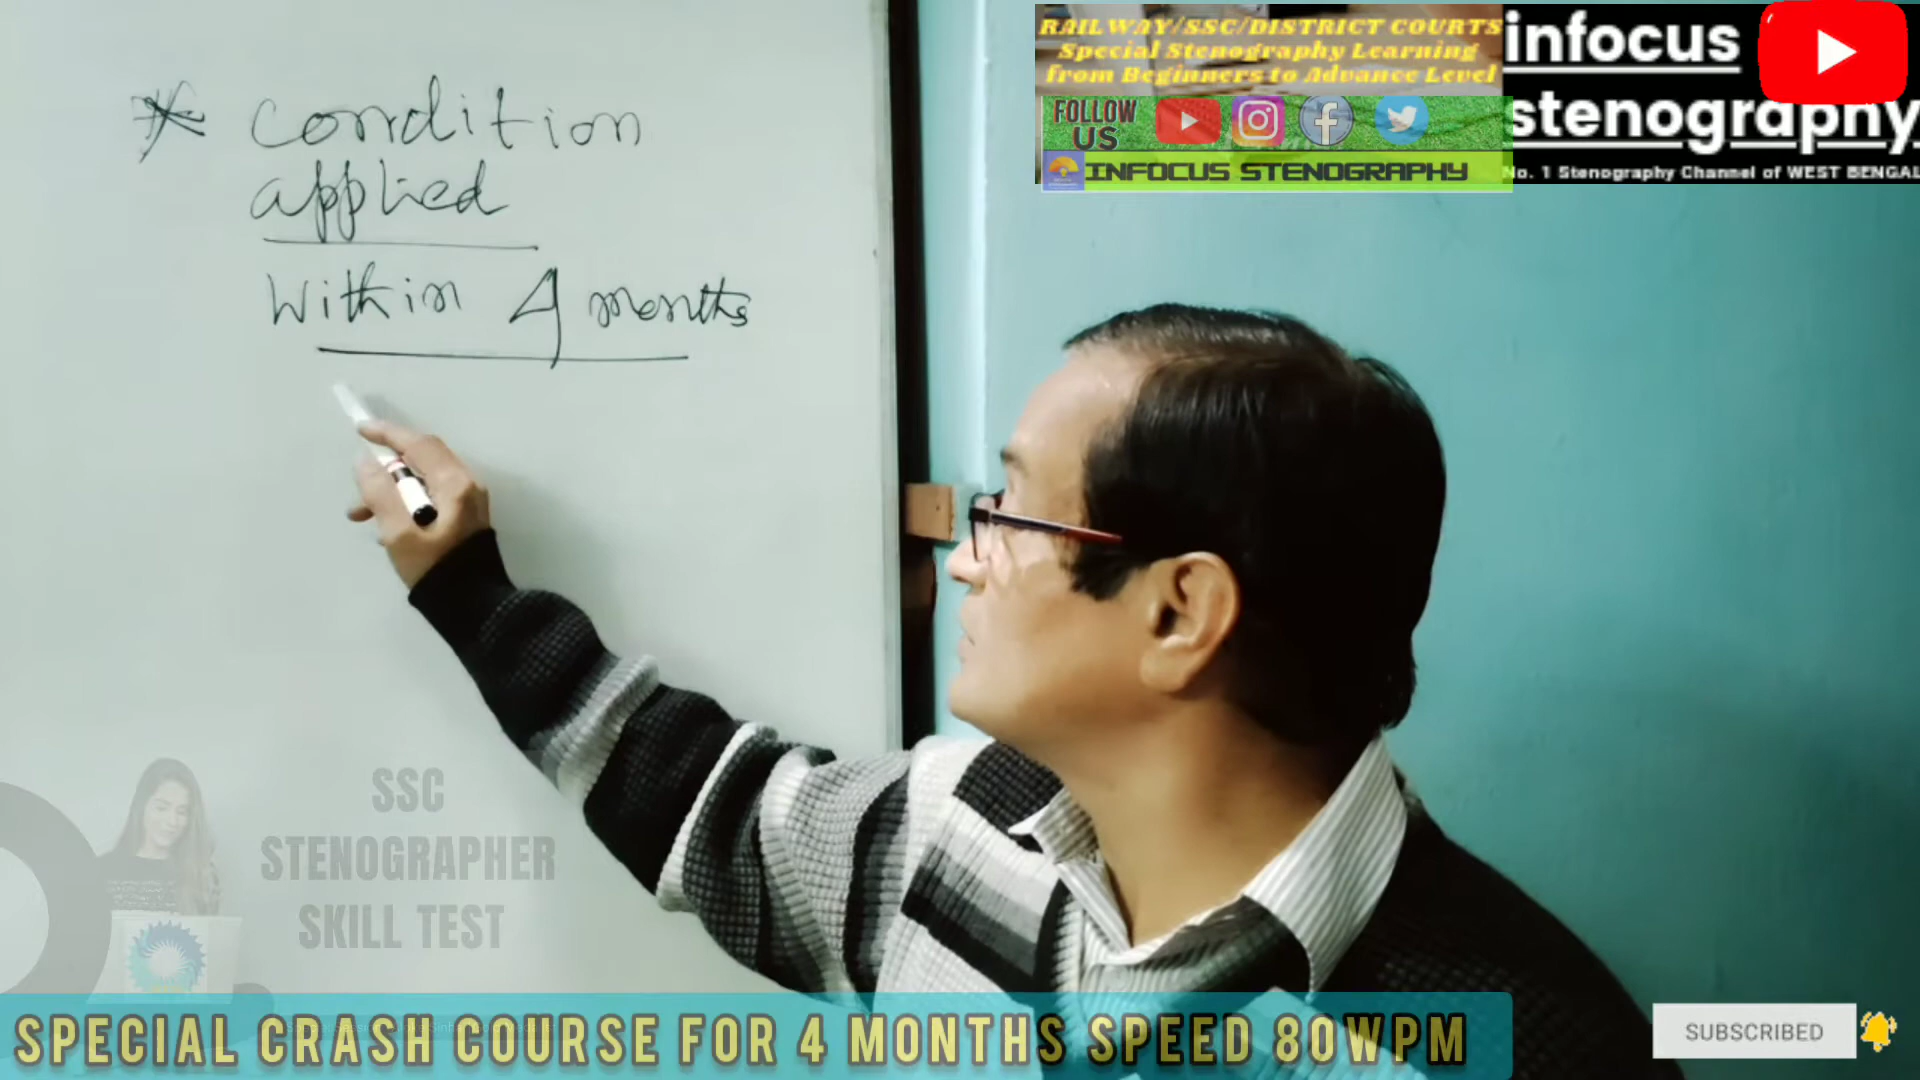 * Condition
applied
Within 4 months
RAILWAY/SSC/DISTRICT COURTS
Special Stenography Learning
from Beginners to Advance Level
FOLLOW
US
INFOCUS STENOGRAPHY
infocus
stenography
No. 1 Stenography Channel of WEST BENGAL
SSC
STENOGRAPHER
SKILL TEST
SPECIAL CRASH COURSE FOR 4 MONTHS SPEED 80WPM
SUBSCRIBED